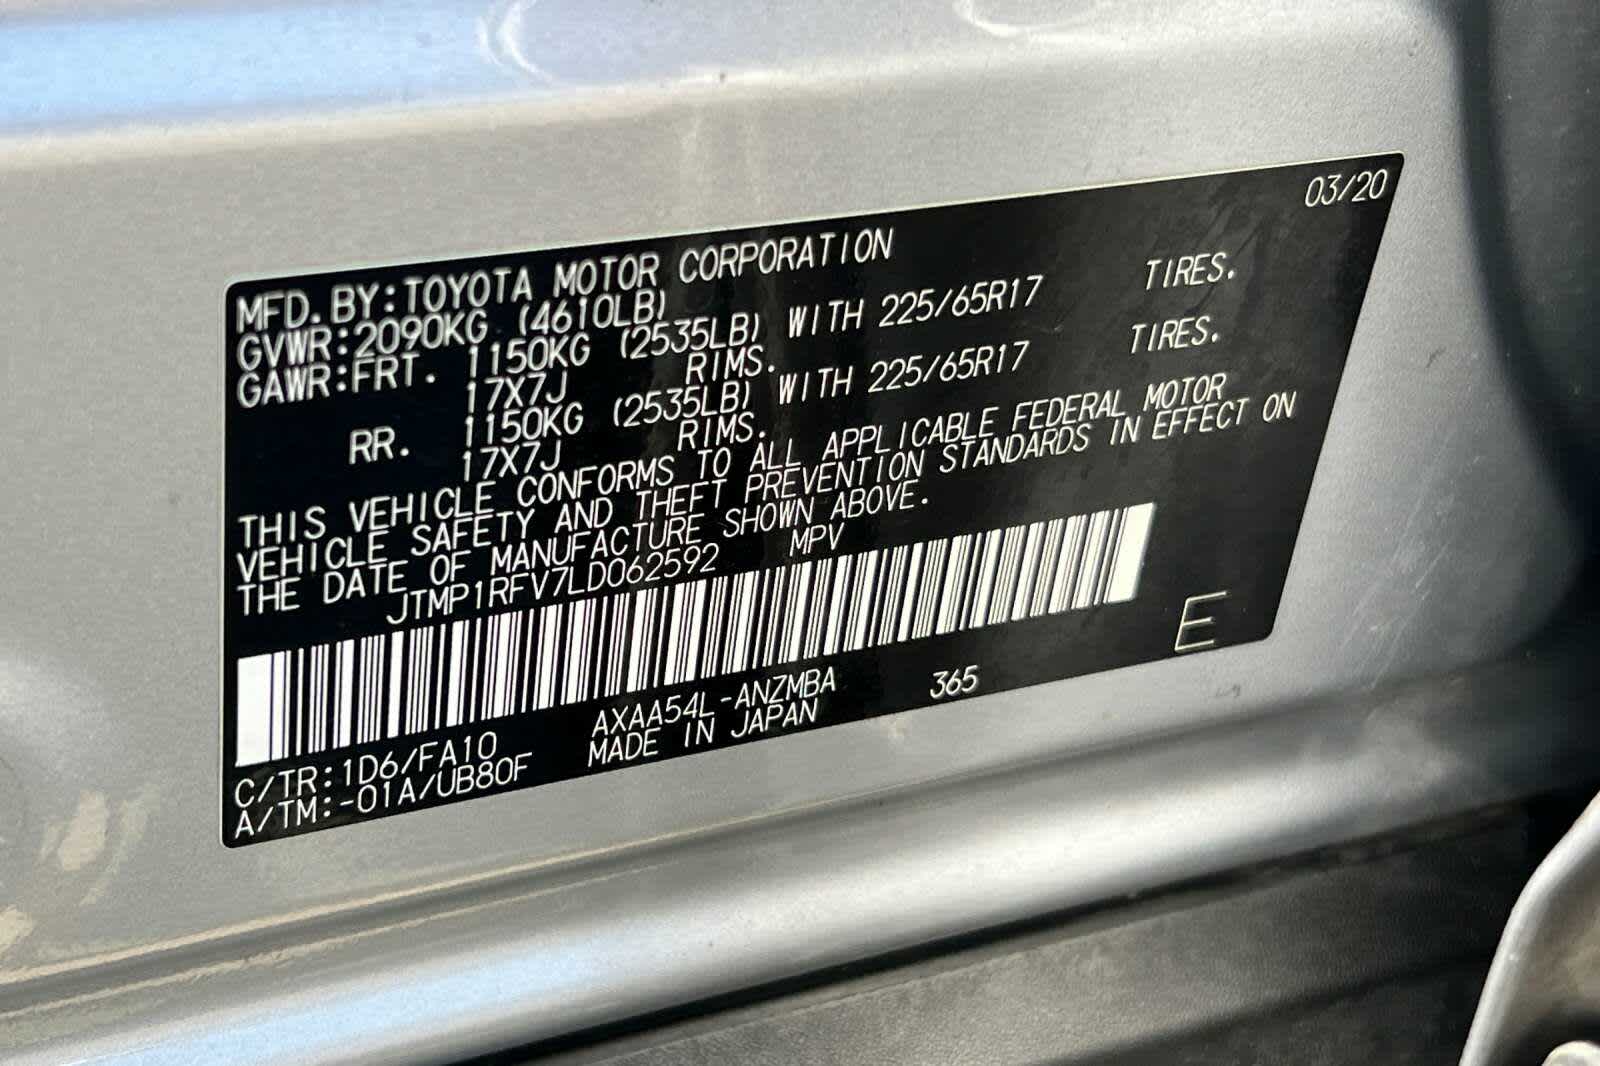 03/20
MFD.BY:TOYOTA MOTOR CORPORATION
GVWR:2090KG (4610LB)
GAWR:FRT. 1150KG (2535LB) WITH 225/65R17 TIRES.
17X7J RIMS.
RR. 1150KG (2535LB) WITH 225/65R17 TIRES.
17X7J RIMS.
THIS VEHICLE CONFORMS TO ALL APPLICABLE FEDERAL MOTOR
VEHICLE SAFETY AND THEFT PREVENTION STANDARDS IN EFFECT ON
THE DATE OF MANUFACTURE SHOWN ABOVE.
JTMP1RFV7LD062592 MPV
E
AXAA54L-ANZMBA 365
C/TR:1D6/FA10 MADE IN JAPAN
A/TM:-01A/UB80F